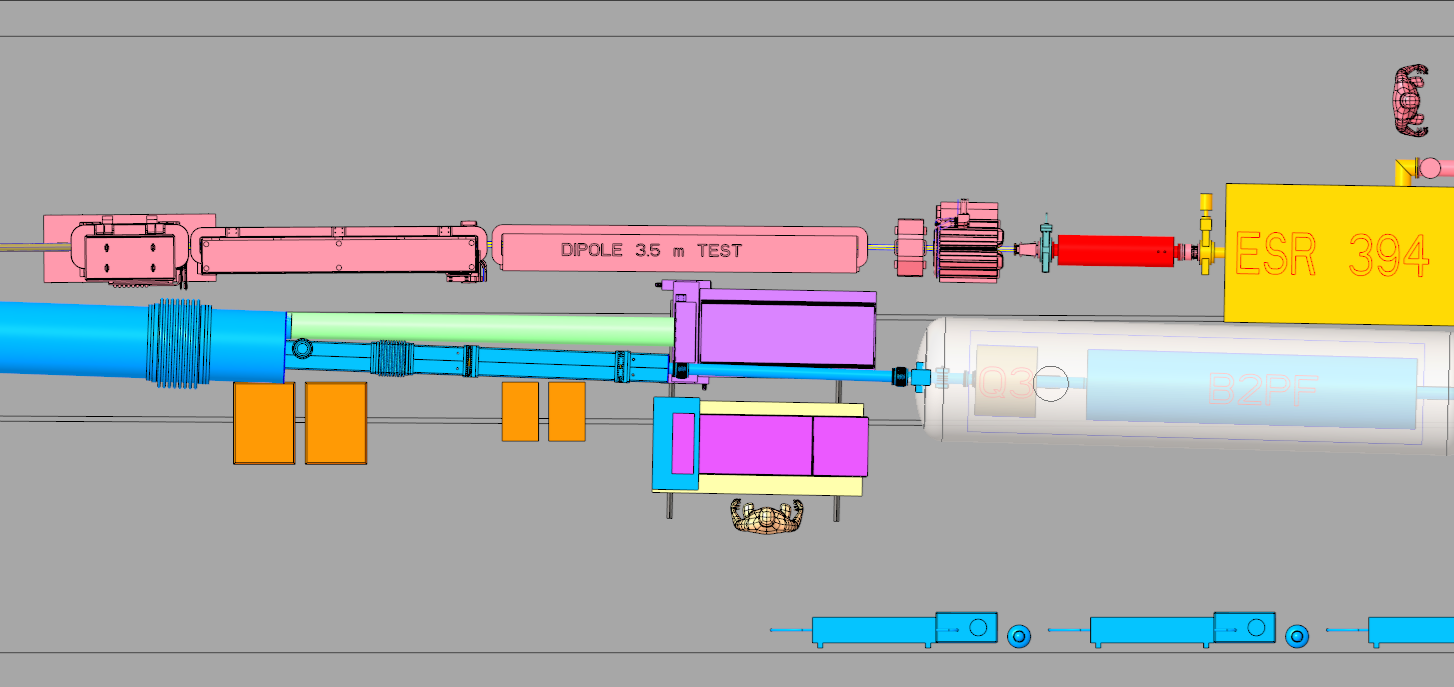 DIPOLE 3.5 m TEST
ESR 394
Q3
B2PF